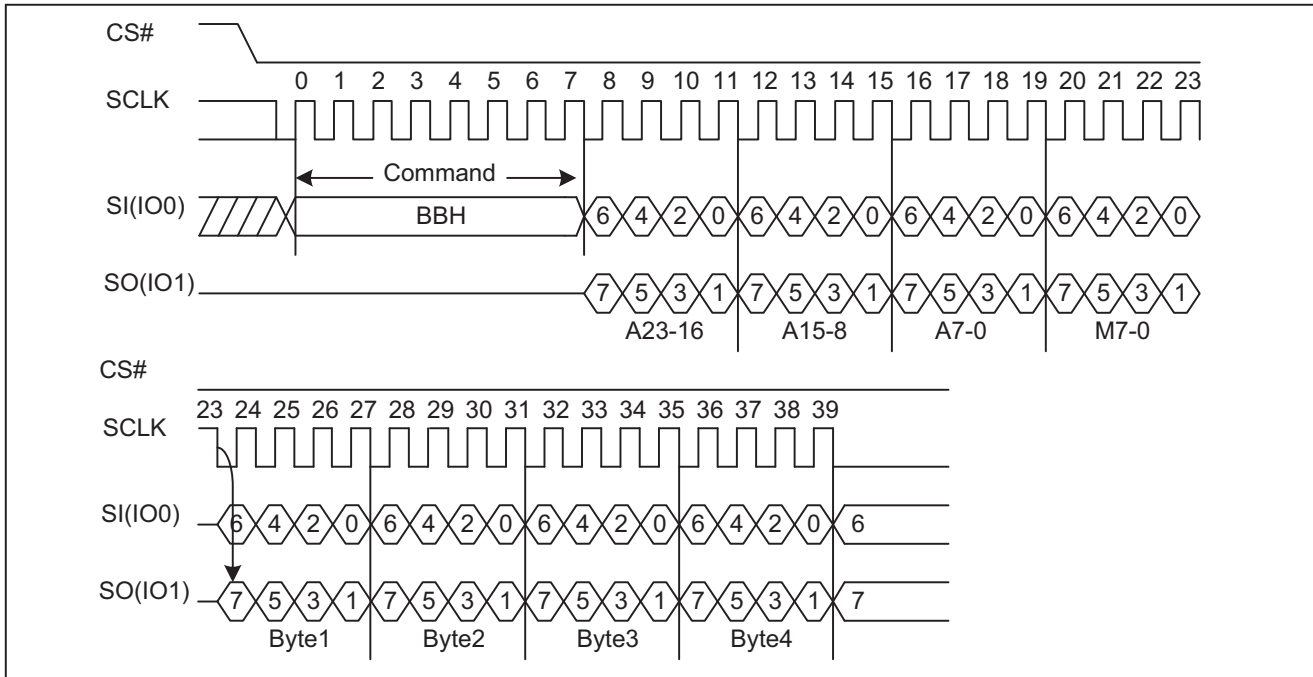 CS#
0 1 2 3 4 5 6 7 8 9 10 11 12 13 14 15 16 17 18 19 20 21 22 23
SCLK
Command
SI(IO0)
BBH
6 4 2 0 6 4 2 0 6 4 2 0 6 4 2 0
SO(IO1)
7 5 3 1 7 5 3 1 7 5 3 1 7 5 3 1
A23-16 A15-8 A7-0 M7-0
CS#
23 24 25 26 27 28 29 30 31 32 33 34 35 36 37 38 39
SCLK
SI(IO0)
6 4 2 0 6 4 2 0 6 4 2 0 6 4 2 0 6
SO(IO1)
7 5 3 1 7 5 3 1 7 5 3 1 7 5 3 1 7
Byte1 Byte2 Byte3 Byte4